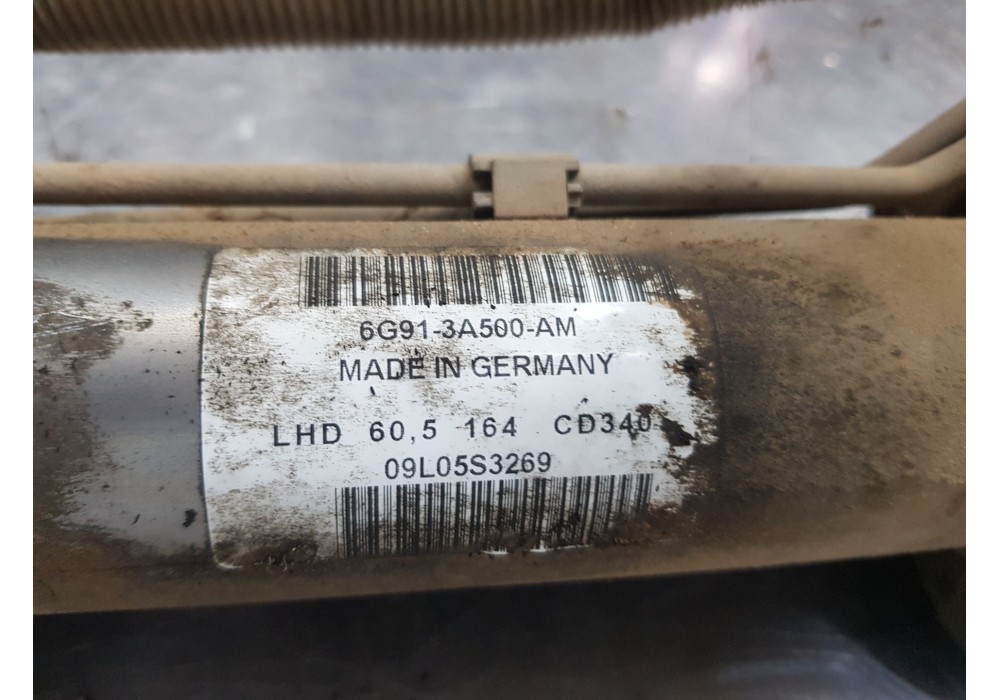 6G91-3A500-AM
MADE IN GERMANY
LHD 60,5 164 CD340
09L05S3269